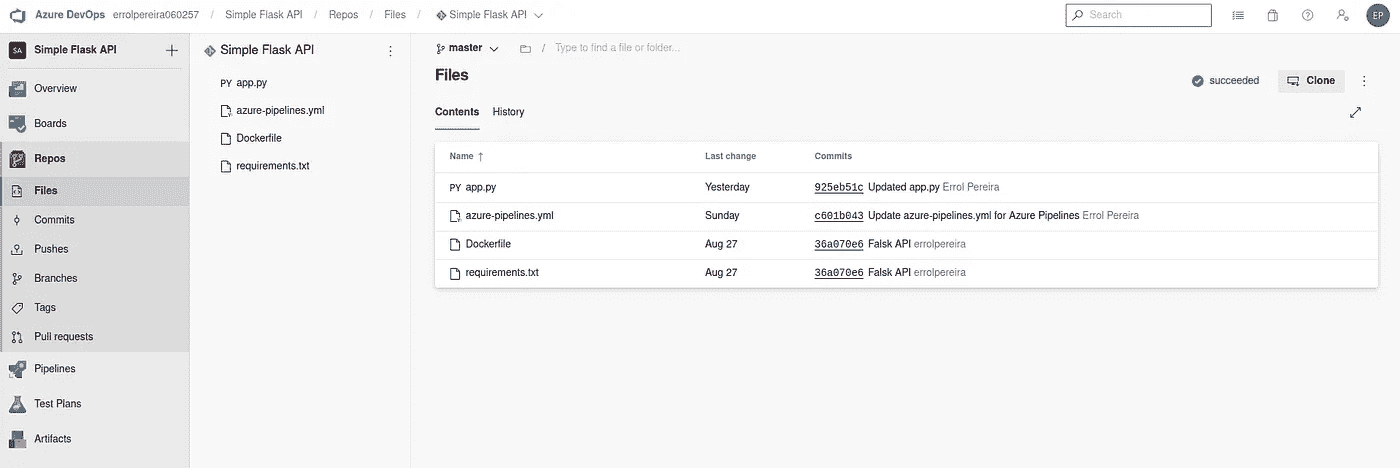 Azure DevOps errolpereira060257 / Simple Flask API / Repos / Files / Simple Flask API
Search
EP
SA Simple Flask API
Overview
Boards
Repos
Files
Commits
Pushes
Branches
Tags
Pull requests
Pipelines
Test Plans
Artifacts
Simple Flask API
PY app.py
azure-pipelines.yml
Dockerfile
requirements.txt
master / Type to find a file or folder...
Files
succeeded Clone
Contents History
Name ↑ Last change Commits
PY app.py Yesterday 925eb51c Updated app.py Errol Pereira
azure-pipelines.yml Sunday c601b043 Update azure-pipelines.yml for Azure Pipelines Errol Pereira
Dockerfile Aug 27 36a070e6 Falsk API errolpereira
requirements.txt Aug 27 36a070e6 Falsk API errolpereira